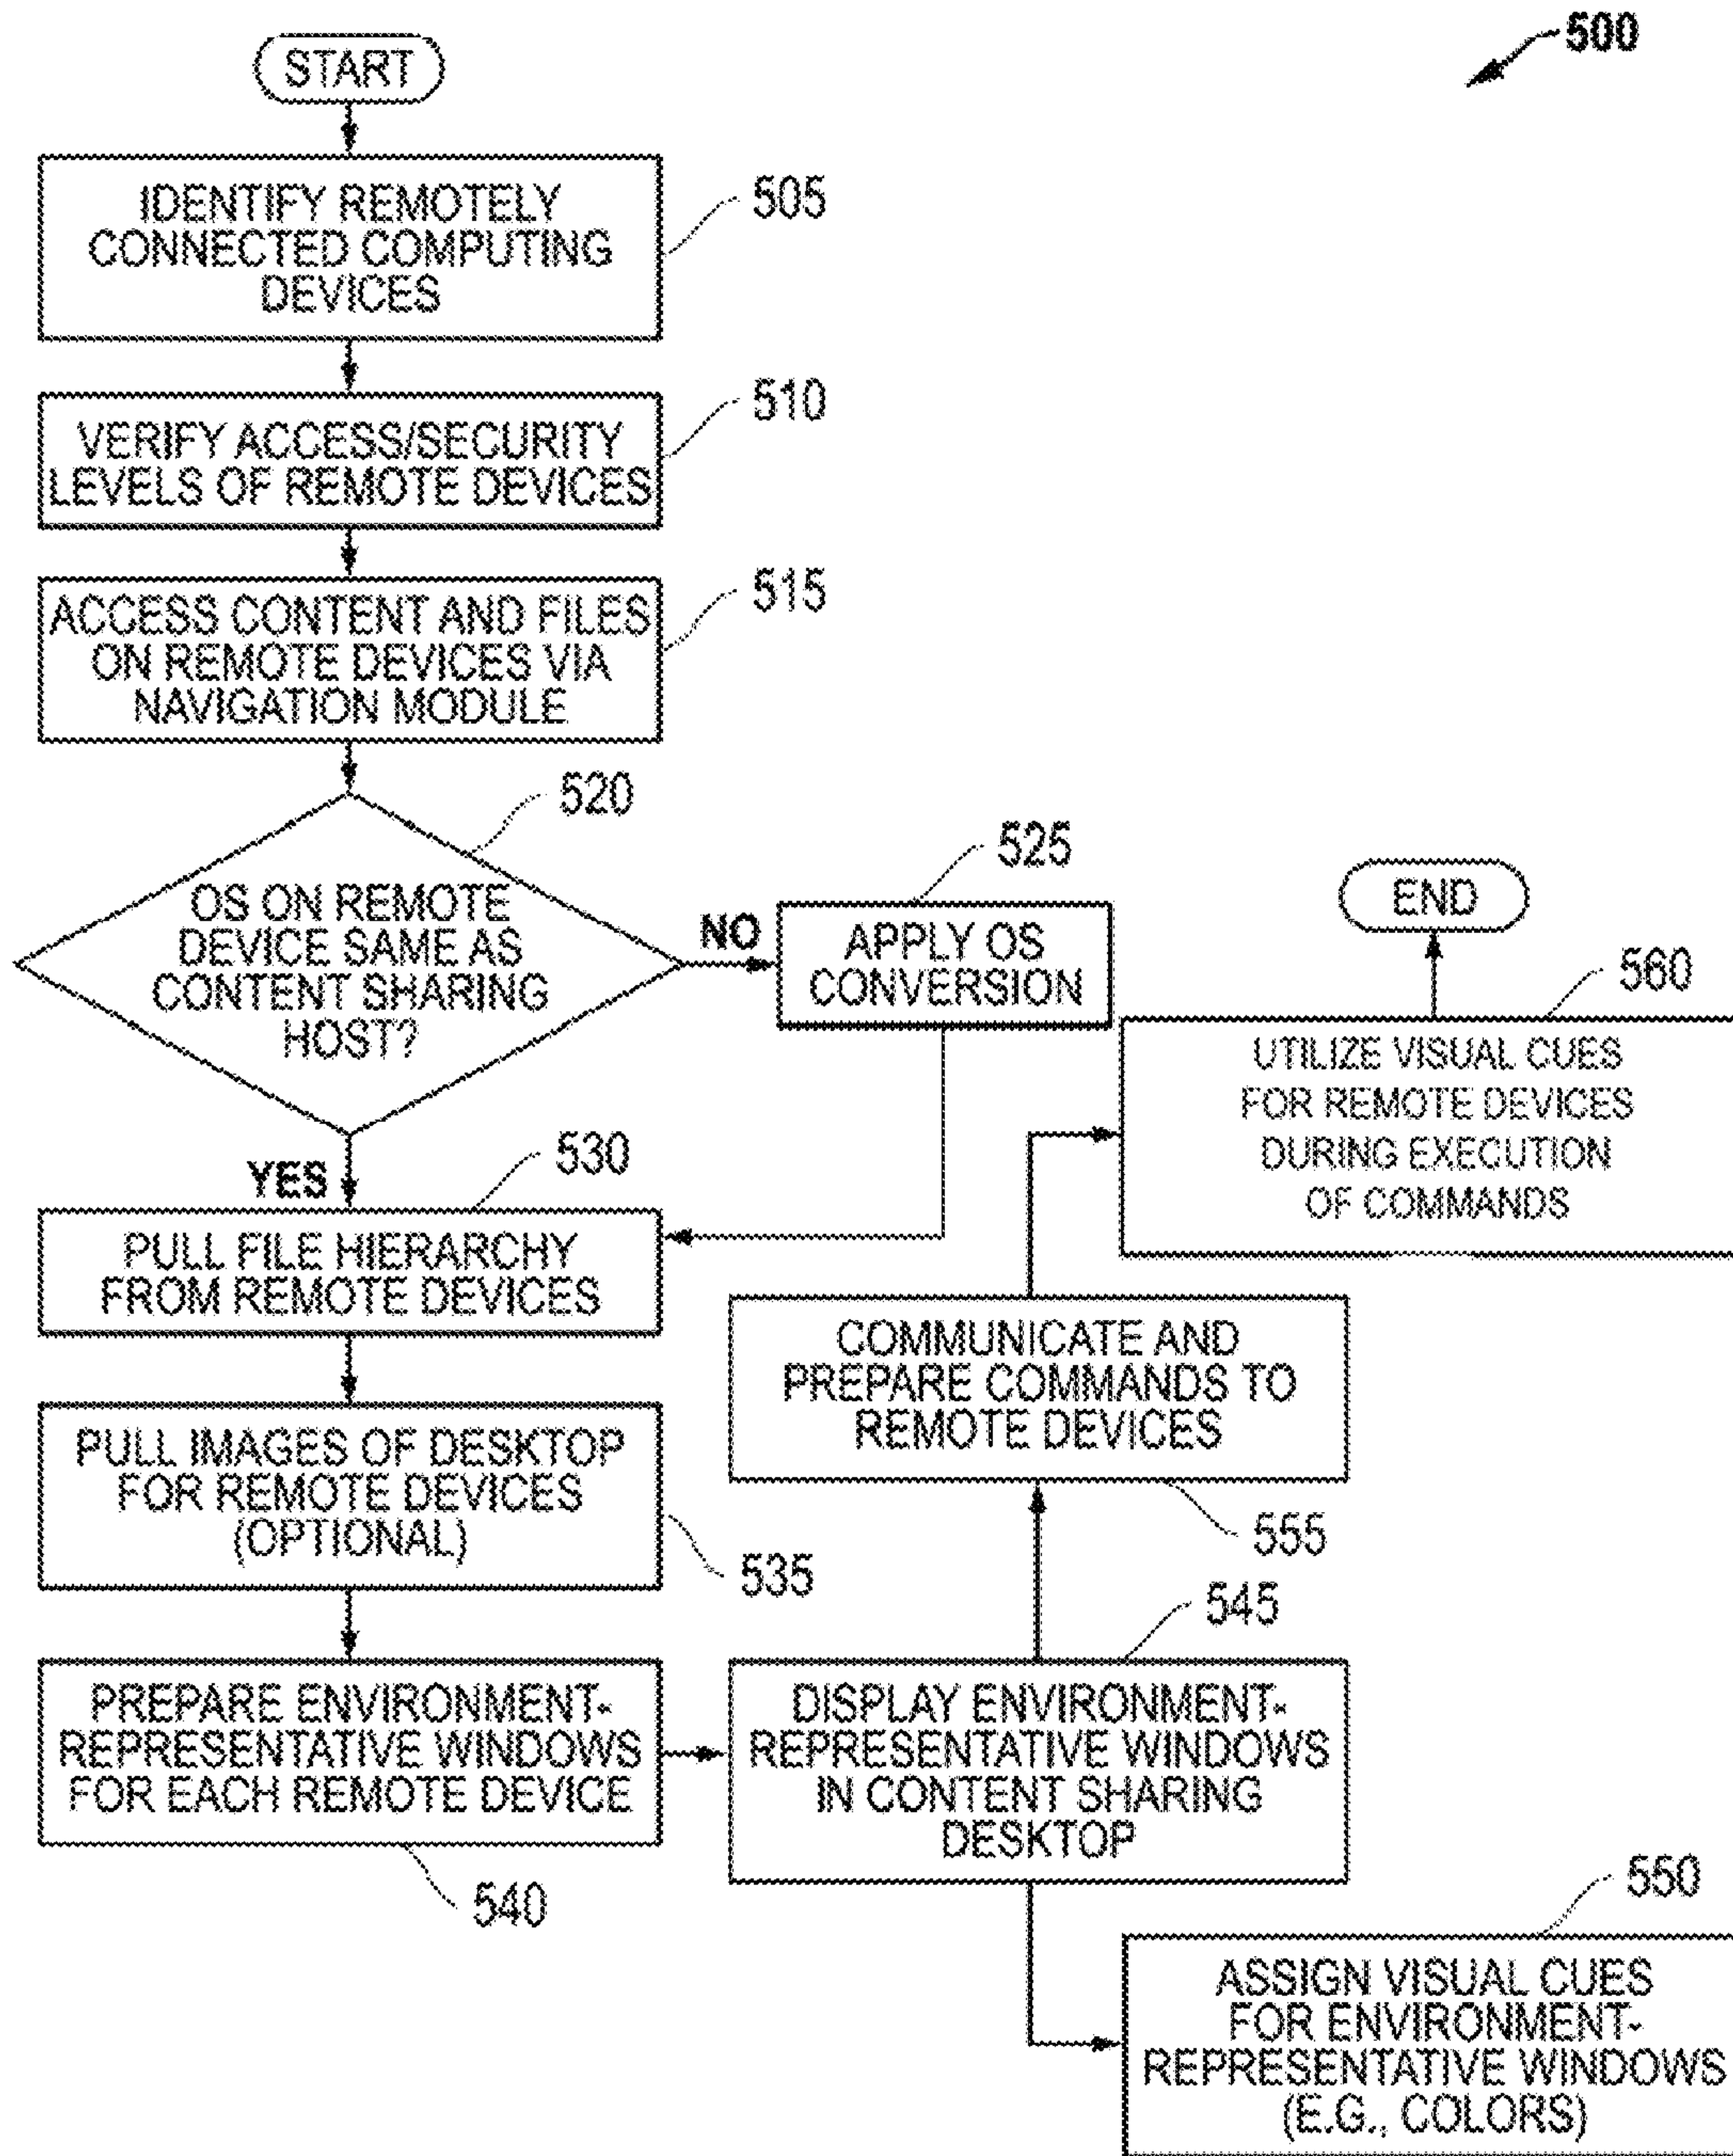 500
START
IDENTIFY REMOTELY
CONNECTED COMPUTING
DEVICES
505
VERIFY ACCESS/SECURITY
LEVELS OF REMOTE DEVICES
510
ACCESS CONTENT AND FILES
ON REMOTE DEVICES VIA
NAVIGATION MODULE
515
OS ON REMOTE
DEVICE SAME AS
CONTENT SHARING
HOST?
520
NO
APPLY OS
CONVERSION
525
YES
PULL FILE HIERARCHY
FROM REMOTE DEVICES
530
PULL IMAGES OF DESKTOP
FOR REMOTE DEVICES
(OPTIONAL)
535
PREPARE ENVIRONMENT-
REPRESENTATIVE WINDOWS
FOR EACH REMOTE DEVICE
540
DISPLAY ENVIRONMENT-
REPRESENTATIVE WINDOWS
IN CONTENT SHARING
DESKTOP
545
ASSIGN VISUAL CUES
FOR ENVIRONMENT-
REPRESENTATIVE WINDOWS
(E.G., COLORS)
550
COMMUNICATE AND
PREPARE COMMANDS TO
REMOTE DEVICES
555
UTILIZE VISUAL CUES
FOR REMOTE DEVICES
DURING EXECUTION
OF COMMANDS
560
END